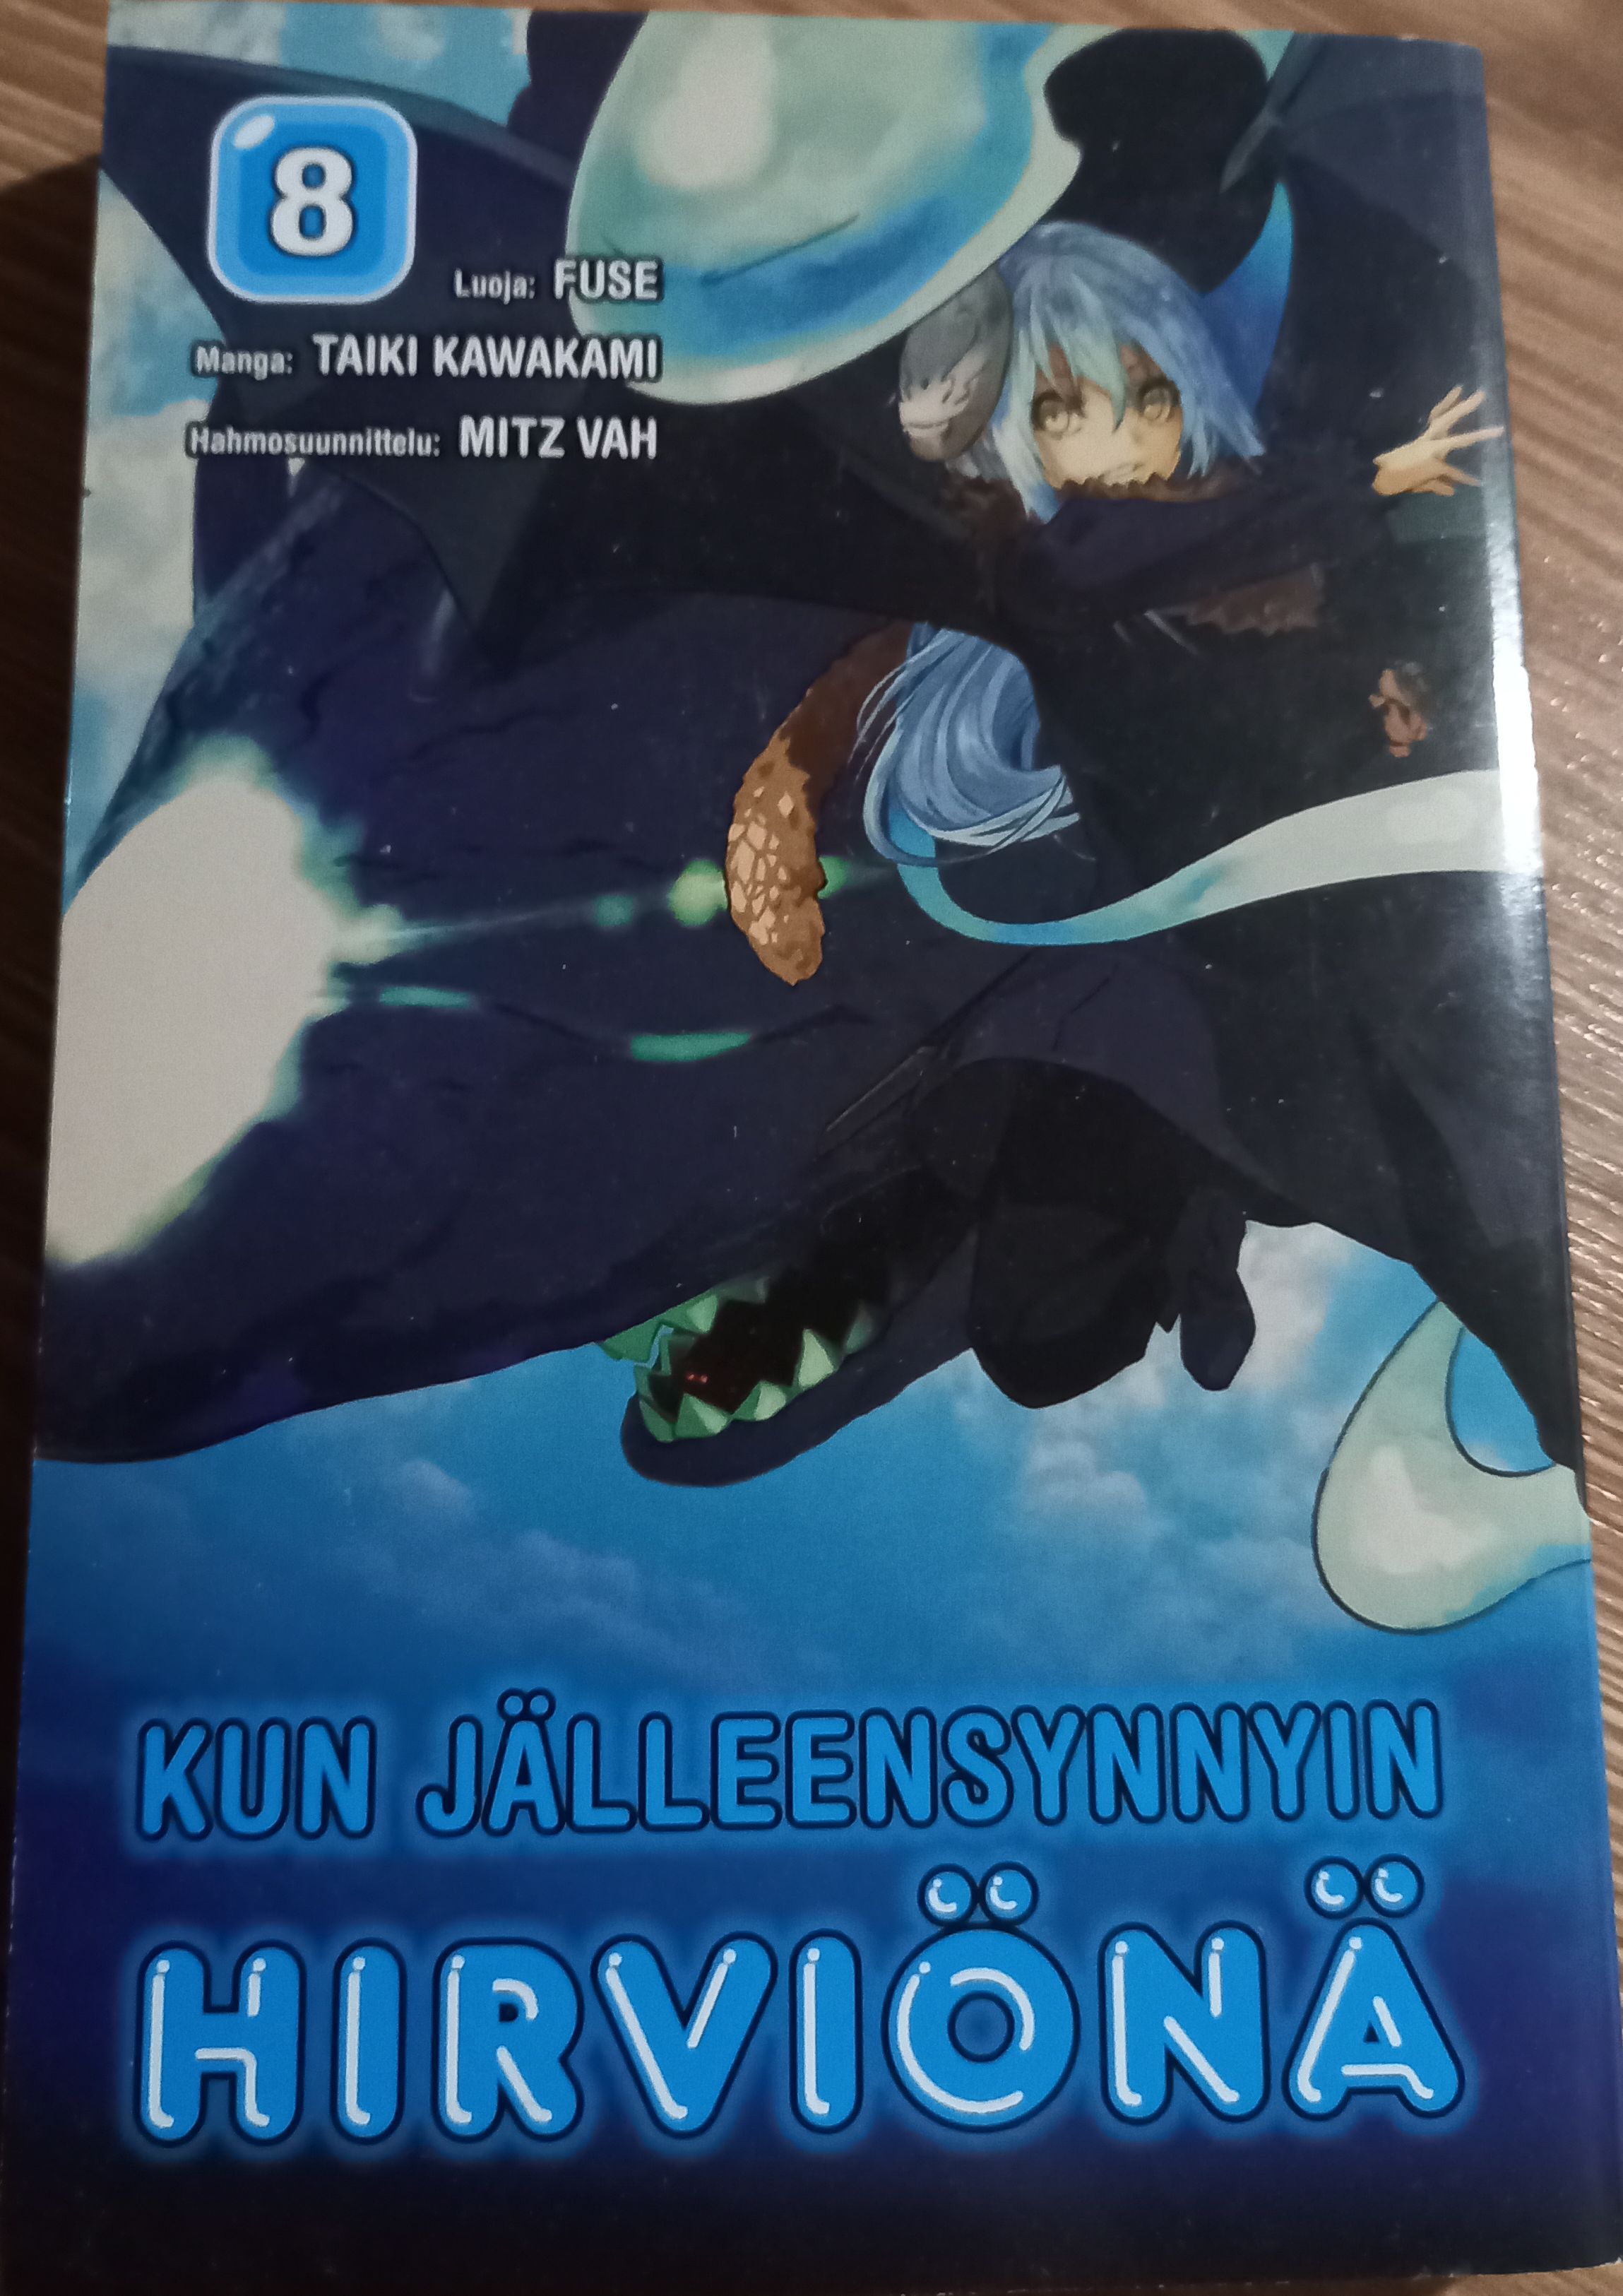 8
Luoja: FUSE
Manga: TAIKI KAWAKAMI
Hahmosuunnittelu: MITZ VAH
KUN JÄLLEENSYNNYIN
HIRVIÖNÄ